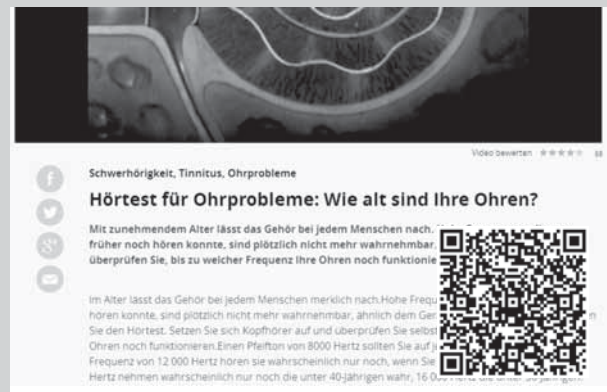 Video bewerten
Schwerhörigkeit, Tinnitus, Ohrprobleme
Hörtest für Ohrprobleme: Wie alt sind Ihre Ohren?
Mit zunehmendem Alter lässt das Gehör bei jedem Menschen nach.
früher noch hören konnte, sind plötzlich nicht mehr wahrnehmbar.
überprüfen Sie, bis zu welcher Frequenz Ihre Ohren noch
Im Alter lässt das Gehör bei jedem Menschen merklich nach.Hohe
hören konnte, sind plötzlich nicht mehr wahrnehmbar, ähnlich dem
Sie den Hörtest. Setzen Sie sich Kopfhörer auf und überprüfen Sie selbst
Ohren noch funktionieren.Einen Pfeifton von 8000 Hertz sollten Sie auf
Frequenz von 12 000 Hertz hören sie wahrscheinlich nur noch, wenn Sie
Hertz nehmen wahrscheinlich nur noch die unter 40-Jährigen wahr,